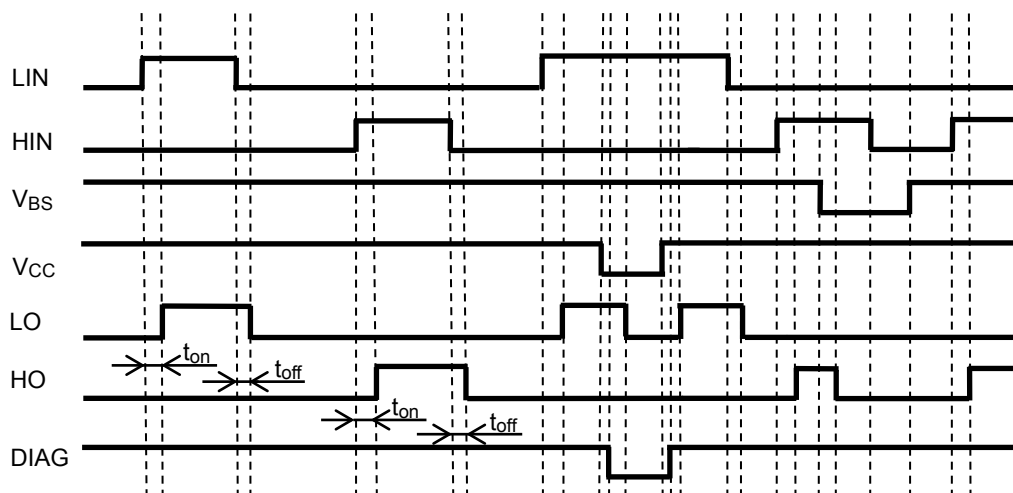 LIN
HIN
VBS
VCC
LO
ton
toff
HO
ton
toff
DIAG